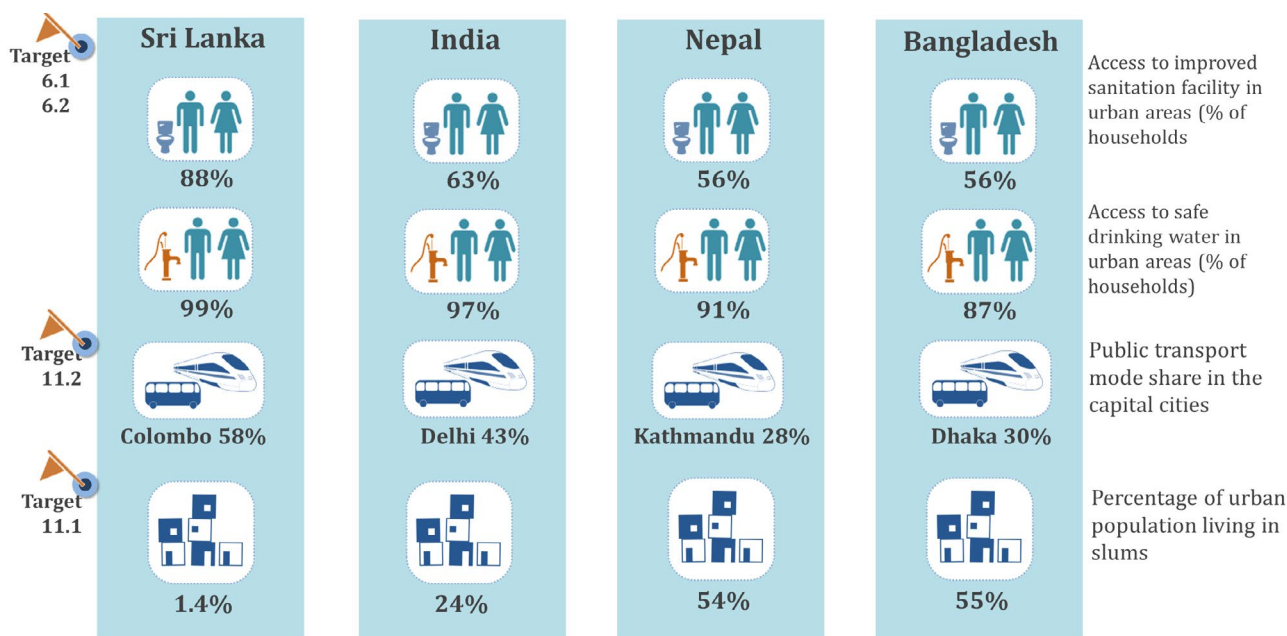 Sri Lanka
India
Nepal
Bangladesh
Target
6.1
6.2
Access to improved
sanitation facility in
urban areas (% of
households
88%
63%
56%
56%
Access to safe
drinking water in
urban areas (% of
households)
99%
97%
91%
87%
Target
11.2
Public transport
mode share in the
capital cities
Colombo 58%
Delhi 43%
Kathmandu 28%
Dhaka 30%
Target
11.1
Percentage of urban
population living in
slums
1.4%
24%
54%
55%